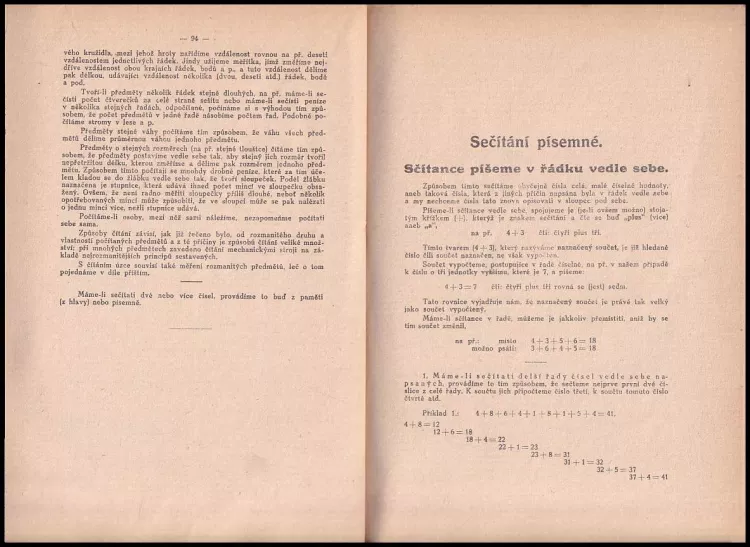 — 94 —
vého kružidla, mezi jehož hroty nařídíme vzdálenost rovnou na př. deseti
vzdálenostem jednotlivých řádek. Jindy užijeme měřítka, jímž změříme nej-
dříve vzdálenost obou krajních řádek, bodů a p., a tuto vzdálenost dělíme
pak délkou, udávající vzdálenost několika (dvou, deseti atd.) řádek, bodů
a pod.
Tvoří-li předměty několik řádek stejně dlouhých, na př. máme-li se-
čísti počet čtverečků na celé straně sešitu nebo máme-li sečísti peníze
v několika stejných řadách, odpočítané, počínáme si s výhodou tím způ-
sobem, že počet předmětů v jedné řadě násobíme počtem řad. Podobně po-
čítáme stromy v lese a p.
Předměty stejné váhy počítáme tím způsobem, že váhu všech před-
mětů dělíme průměrnou váhou jednoho předmětu.
Předměty o stejných rozměrech (na př. stejné tloušťce) čítáme tím způ-
sobem, že předměty postavíme vedle sebe tak, aby stejný jich rozměr tvořil
nepřetržitou délku, kterou změříme a dělíme pak rozměrem jednoho před-
mětu. Způsobem tímto počítají se mnohdy drobné peníze, které za tím úče-
lem kladou se do žlábku vedle sebe tak, že tvoří sloupeček. Podél žlábku
naznačena je stupnice, která udává ihned počet mincí ve sloupečku obsa-
žený. Ovšem, že není radno měřiti sloupečky příliš dlouhé, neboť několik
opotřebovaných mincí může způsobiti, že ve sloupci může se pak nalézati
o jednu minci více, nežli stupnice udává.
Počítáme-li osoby, mezi něž sami náležíme, nezapomeňme počítati
sebe sama.
Způsoby čítání závisí, jak již řečeno bylo, od rozmanitého druhu a
vlastností počítaných předmětů a z té příčiny je způsobů čítání veliké množ-
ství; při mnohých předmětech zavedeno čítání mechanickými stroji na zá-
kladě nejrozmanitějších principů sestavených.
S čítáním úzce souvisí také měření rozmanitých předmětů, leč o tom
pojednáme v díle příštím.
Máme-li sečítati dvě nebo více čísel, provádíme to buď z paměti
(z hlavy) nebo písemně.
Sečítání písemné.
Sčítance píšeme v řádku vedle sebe.
Způsobem tímto sečítáme obyčejně čísla celá, malé číselné hodnoty,
aneb taková čísla, která z jiných příčin napsána byla v řádek vedle sebe
a my nechceme čísla tato znovu opisovati v sloupec pod sebe.
Píšeme-li sčítance vedle sebe, spojujeme je (je-li ovšem možno) stoja-
tým křížkem (+), kterýž je znakem sečítání a čte se buď „plus" (více)
aneb „a";
na př. 4 + 3 čti: čtyři plus tři.
Tímto tvarem (4 + 3), který nazýváme naznačený součet, je již hledané
číslo čili součet naznačen, ne však vypočten.
Součet vypočteme, postupujíce v řadě číselné, na př. v našem případě
k číslo o tři jednotky vyššímu, které je 7, a píšeme:
4 + 3 = 7 čti: čtyři plus tři rovná se [jest] sedm.
Tato rovnice vyjadřuje nám, že naznačený součet je právě tak velký
jako součet vypočtený.
Máme-li sčítance v řadě, můžeme je jakkoliv přemístiti, aniž by se
tím součet změnil,
na př.: místo 4 + 3 + 5 + 6 = 18
možno psáti: 3 + 6 + 4 + 5 = 18
1. Máme-li sečítati delší řady čísel vedle sebe na-
psaných, provádíme to tím způsobem, že sečteme nejprve první dvě čí-
slice z celé řady. K součtu jich připočteme číslo třetí, k součtu tomuto číslo
čtvrté atd.
Příklad 1.: 4 + 8 + 6 + 4 + 1 + 8 + 1 + 5 + 4 = 41.
4 + 8 = 12
12 + 6 = 18
18 + 4 = 22
22 + 1 = 23
23 + 8 = 31
31 + 1 = 32
32 + 5 = 37
37 + 4 = 41